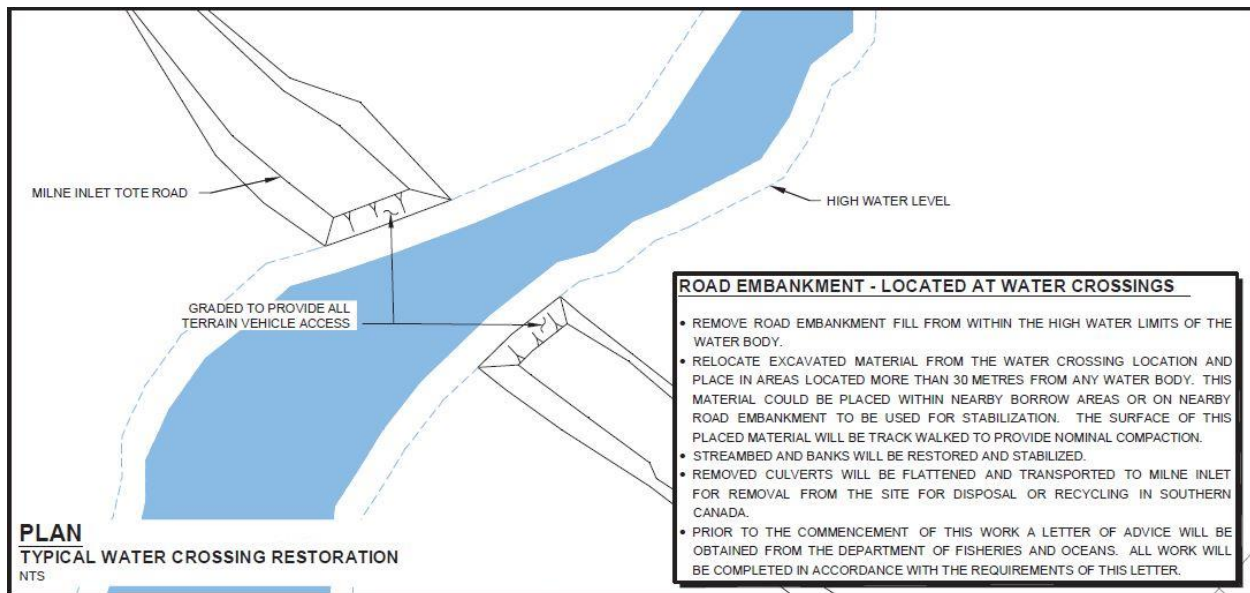 MILNE INLET TOTE ROAD
HIGH WATER LEVEL
GRADED TO PROVIDE ALL
TERRAIN VEHICLE ACCESS
ROAD EMBANKMENT - LOCATED AT WATER CROSSINGS
• REMOVE ROAD EMBANKMENT FILL FROM WITHIN THE HIGH WATER LIMITS OF THE
WATER BODY.
• RELOCATE EXCAVATED MATERIAL FROM THE WATER CROSSING LOCATION AND
PLACE IN AREAS LOCATED MORE THAN 30 METRES FROM ANY WATER BODY. THIS
MATERIAL COULD BE PLACED WITHIN NEARBY BORROW AREAS OR ON NEARBY
ROAD EMBANKMENT TO BE USED FOR STABILIZATION. THE SURFACE OF THIS
PLACED MATERIAL WILL BE TRACK WALKED TO PROVIDE NOMINAL COMPACTION.
• STREAMBED AND BANKS WILL BE RESTORED AND STABILIZED.
• REMOVED CULVERTS WILL BE FLATTENED AND TRANSPORTED TO MILNE INLET
FOR REMOVAL FROM THE SITE FOR DISPOSAL OR RECYCLING IN SOUTHERN
CANADA.
• PRIOR TO THE COMMENCEMENT OF THIS WORK A LETTER OF ADVICE WILL BE
OBTAINED FROM THE DEPARTMENT OF FISHERIES AND OCEANS. ALL WORK WILL
BE COMPLETED IN ACCORDANCE WITH THE REQUIREMENTS OF THIS LETTER.
PLAN
TYPICAL WATER CROSSING RESTORATION
NTS